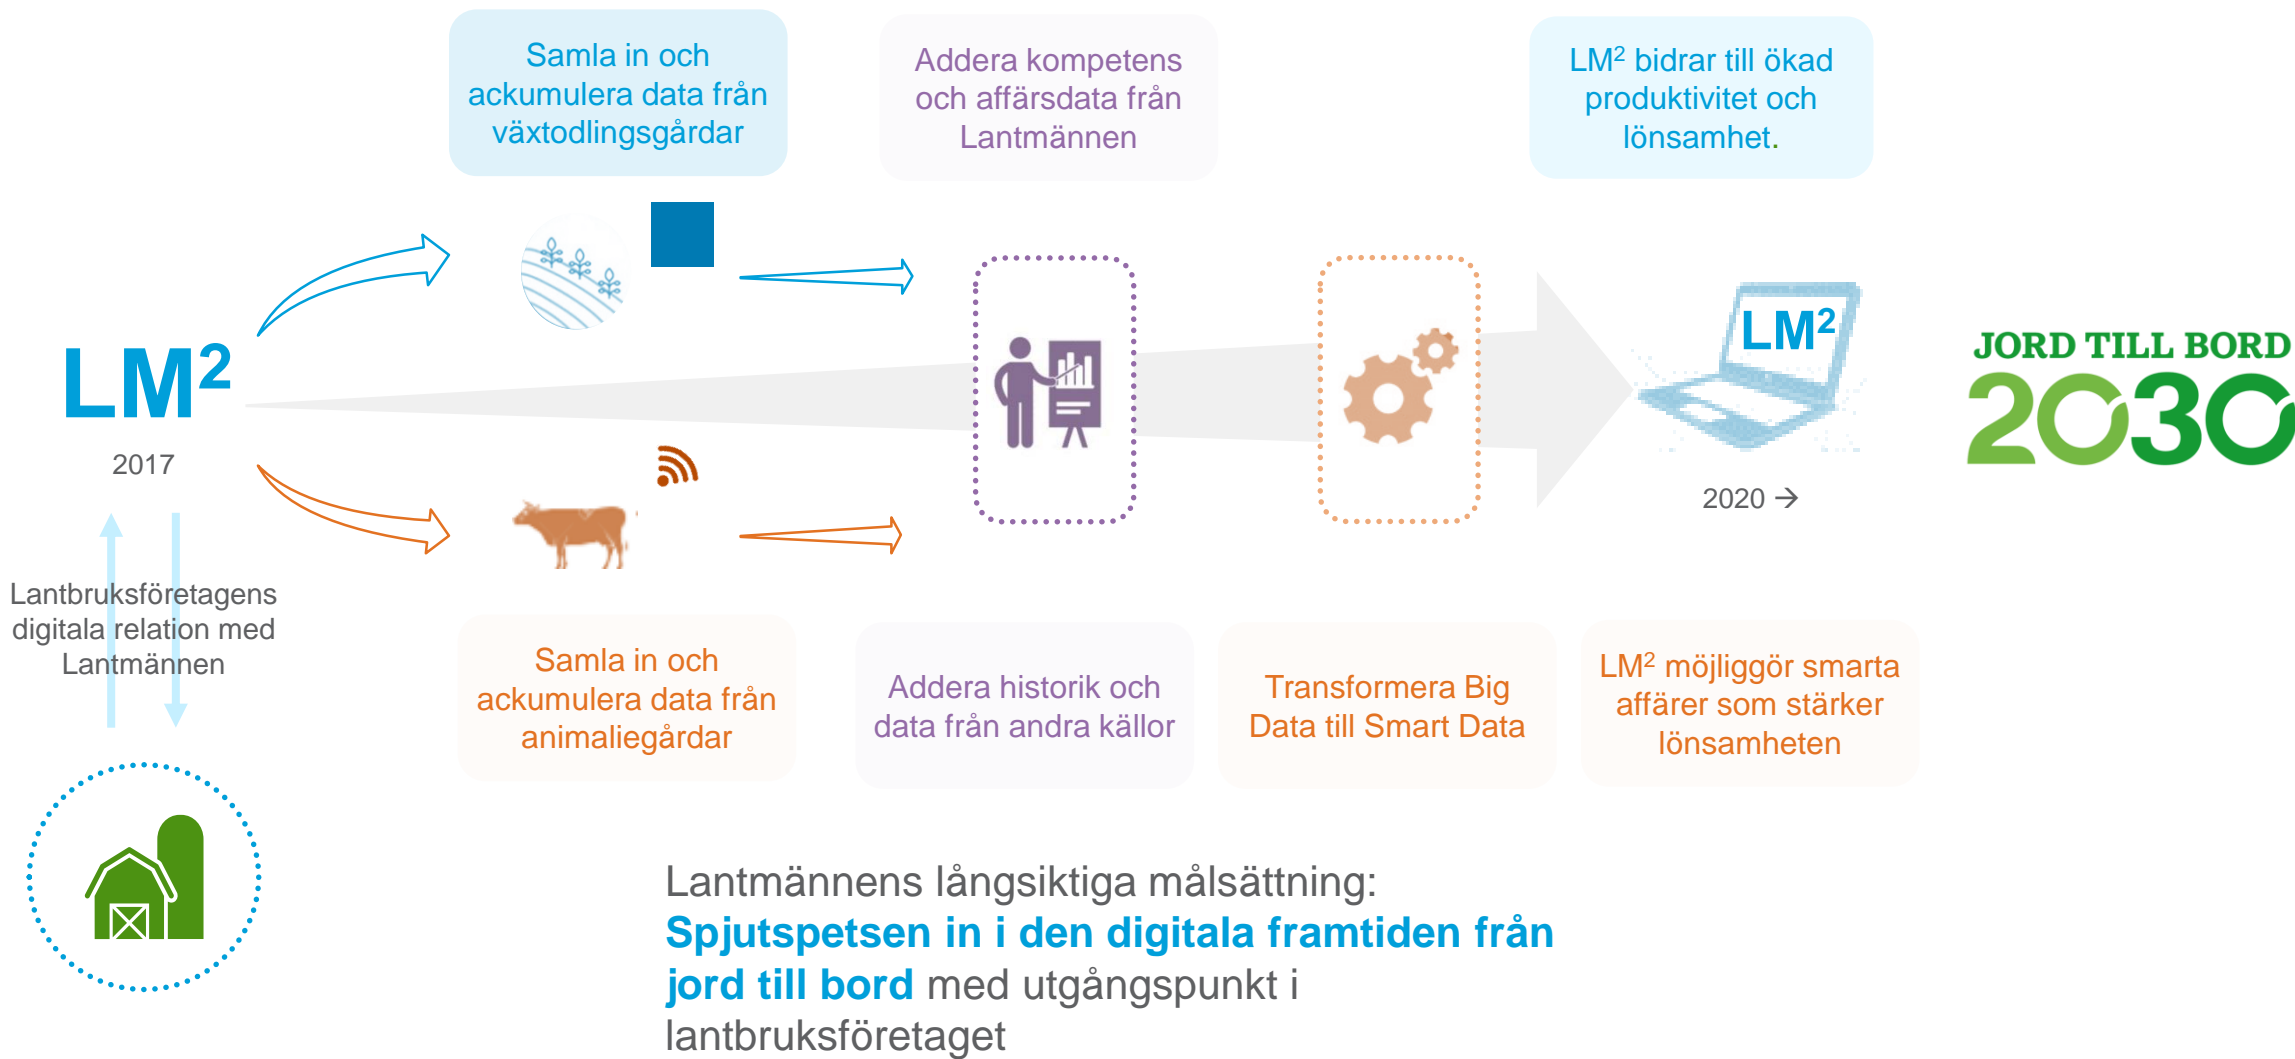 Samla in och
ackumulera data från
växtodlingsgårdar
Addera kompetens
och affärsdata från
Lantmännen
LM² bidrar till ökad
produktivitet och
lönsamhet.
LM²
2017
LM²
2020 →
JORD TILL BORD
2030
Lantbruksföretagens
digitala relation med
Lantmännen
Samla in och
ackumulera data från
animaliegårdar
Addera historik och
data från andra källor
Transformera Big
Data till Smart Data
LM² möjliggör smarta
affärer som stärker
lönsamheten
Lantmännens långsiktiga målsättning:
Spjutspetsen in i den digitala framtiden från
jord till bord med utgångspunkt i
lantbruksföretaget